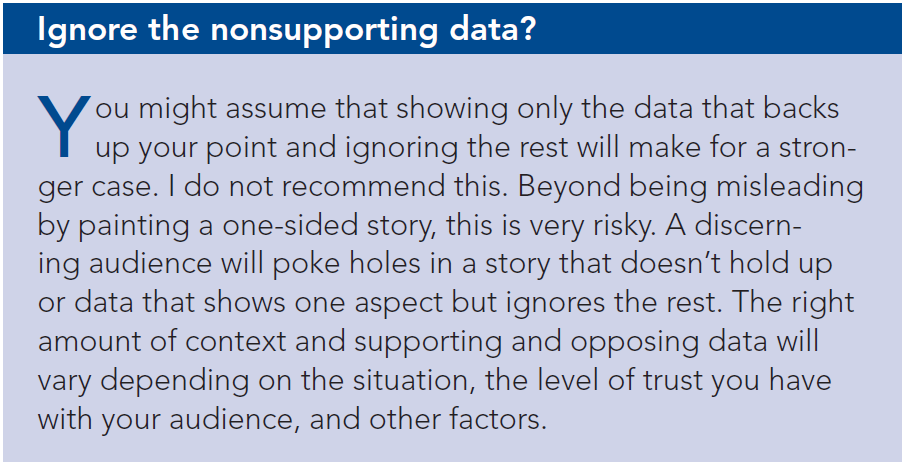 Ignore the nonsupporting data?
You might assume that showing only the data that backs
up your point and ignoring the rest will make for a stron-
ger case. I do not recommend this. Beyond being misleading
by painting a one-sided story, this is very risky. A discern-
ing audience will poke holes in a story that doesn’t hold up
or data that shows one aspect but ignores the rest. The right
amount of context and supporting and opposing data will
vary depending on the situation, the level of trust you have
with your audience, and other factors.